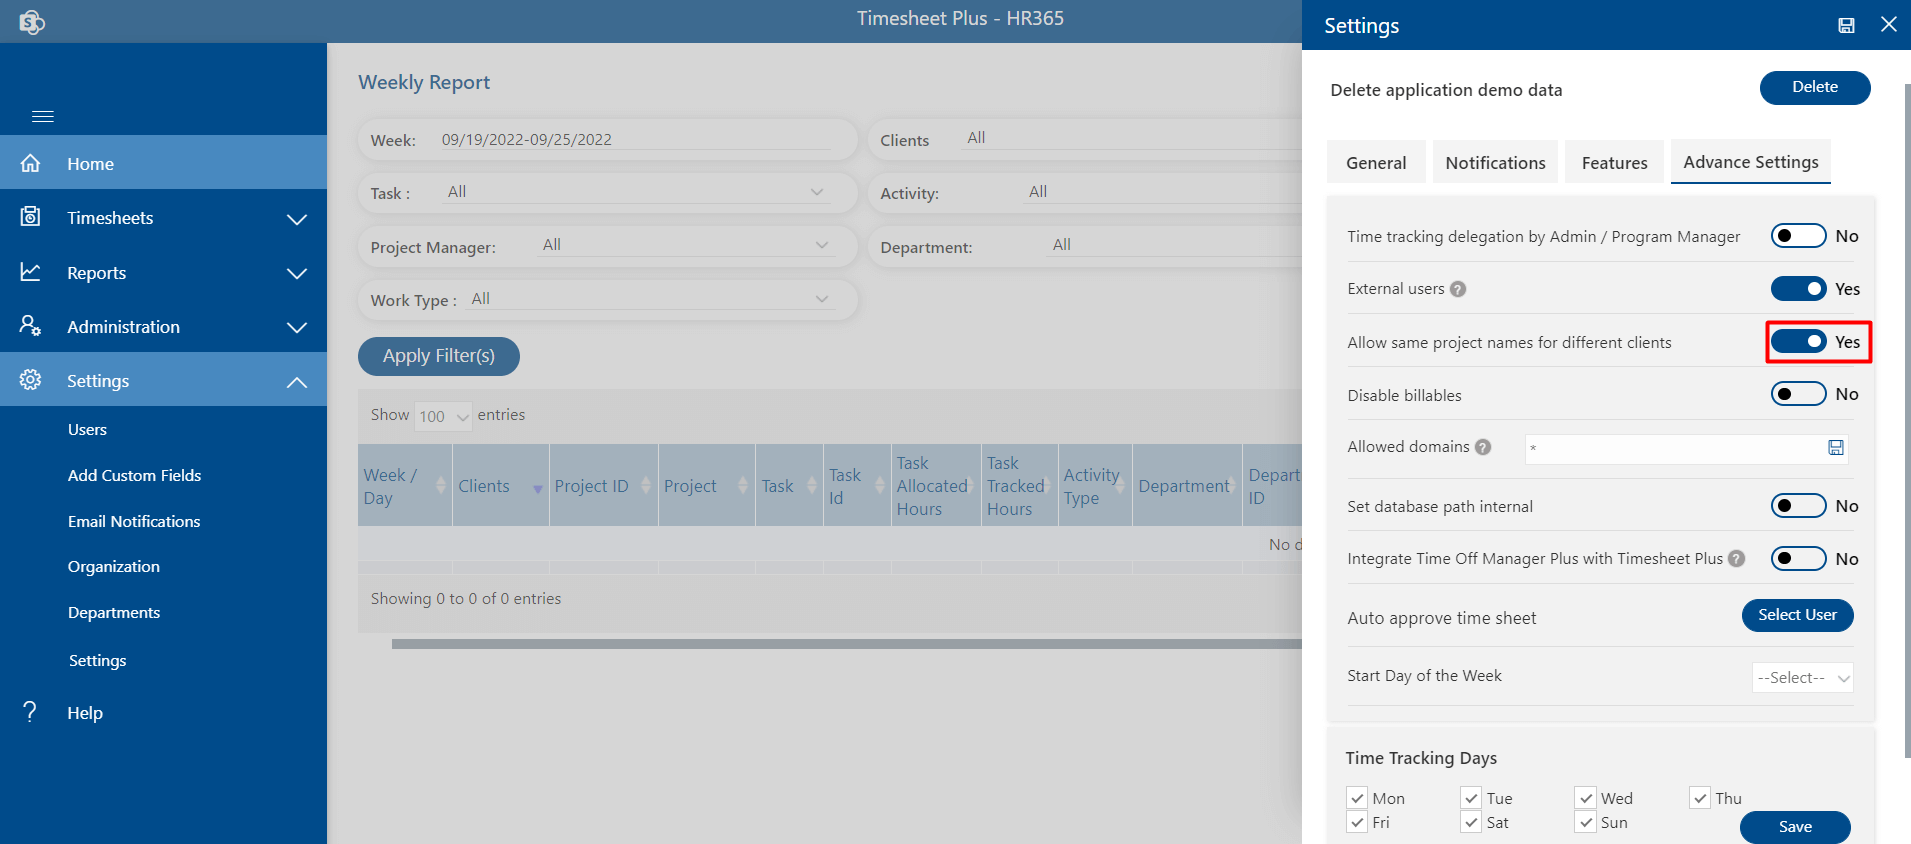 S
Timesheet Plus - HR365
Home
Timesheets
Reports
Administration
Settings
Users
Add Custom Fields
Email Notifications
Organization
Departments
Settings
? Help
Weekly Report
Week: 09/19/2022-09/25/2022
Clients All
Task : All
Activity: All
Project Manager: All
Department: All
Work Type : All
Apply Filter(s)
Show 100 entries
Week / Day
Clients
Project ID
Project
Task
Task Id
Task Allocated Hours
Task Tracked Hours
Activity Type
Department
Depart
ID
No d
Showing 0 to 0 of 0 entries
Settings
Delete application demo data
Delete
General
Notifications
Features
Advance Settings
Time tracking delegation by Admin / Program Manager No
External users ? Yes
Allow same project names for different clients Yes
Disable billables No
Allowed domains ? *
Set database path internal No
Integrate Time Off Manager Plus with Timesheet Plus ? No
Auto approve time sheet Select User
Start Day of the Week --Select--
Time Tracking Days
Mon Tue Wed Thu
Fri Sat Sun
Save